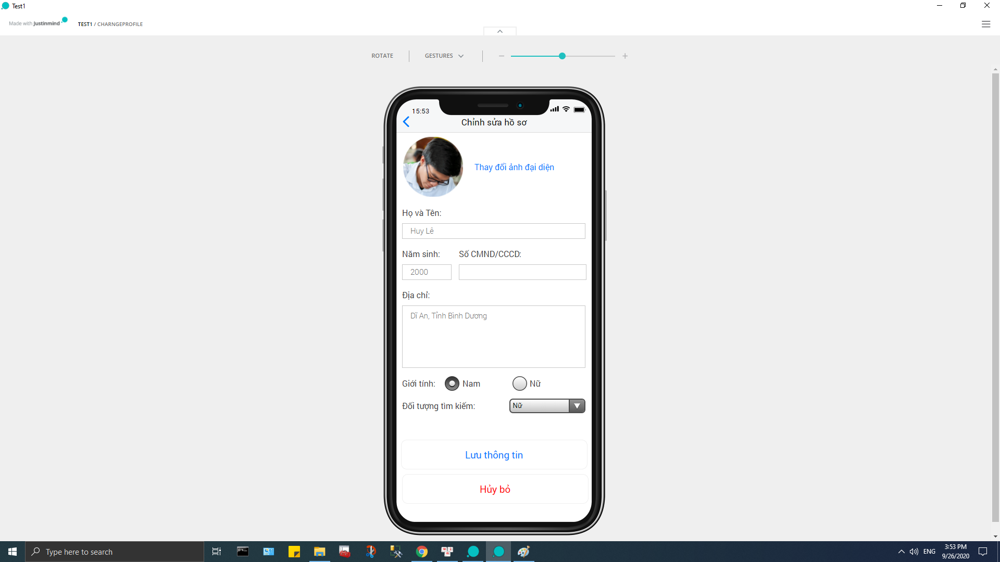 Test1
Made with Justinmind
TEST1 / CHARNGEPROFILE
ROTATE
GESTURES
15:53
Chỉnh sửa hồ sơ
Thay đổi ảnh đại diện
Họ và Tên:
Huy Lê
Năm sinh:
Số CMND/CCCD:
2000
Địa chỉ:
Dĩ An, Tỉnh Bình Dương
Giới tính:
Nam
Nữ
Đối tượng tìm kiếm:
Nữ
Lưu thông tin
Hủy bỏ
Type here to search
ENG
3:53 PM
9/26/2020